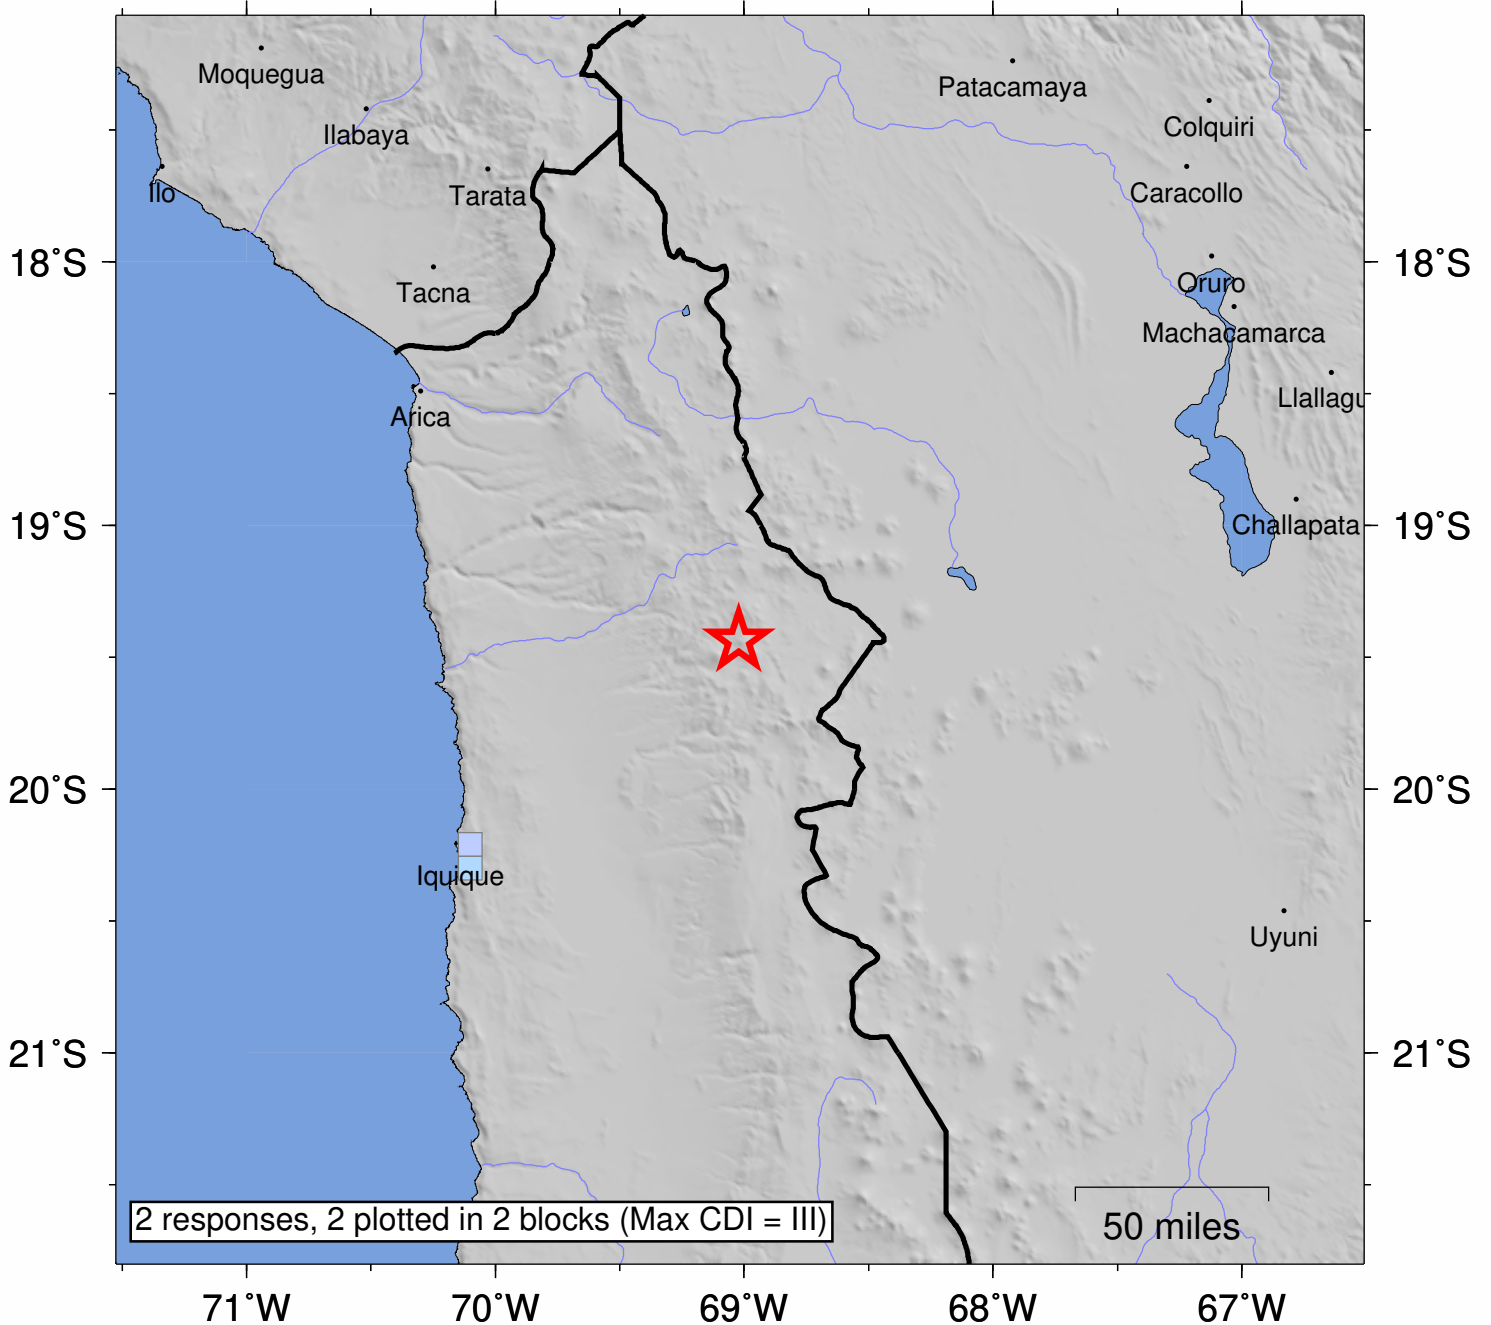 Moquegua
Patacamaya
Ilabaya
Colquiri
Ilo
Tarata
Caracollo
18°S
18°S
Tacna
Oruro
Machacamarca
Arica
Llallagu
19°S
19°S
Challapata
20°S
20°S
Iquique
Uyuni
21°S
21°S
2 responses, 2 plotted in 2 blocks (Max CDI = III)
50 miles
71°W
70°W
69°W
68°W
67°W